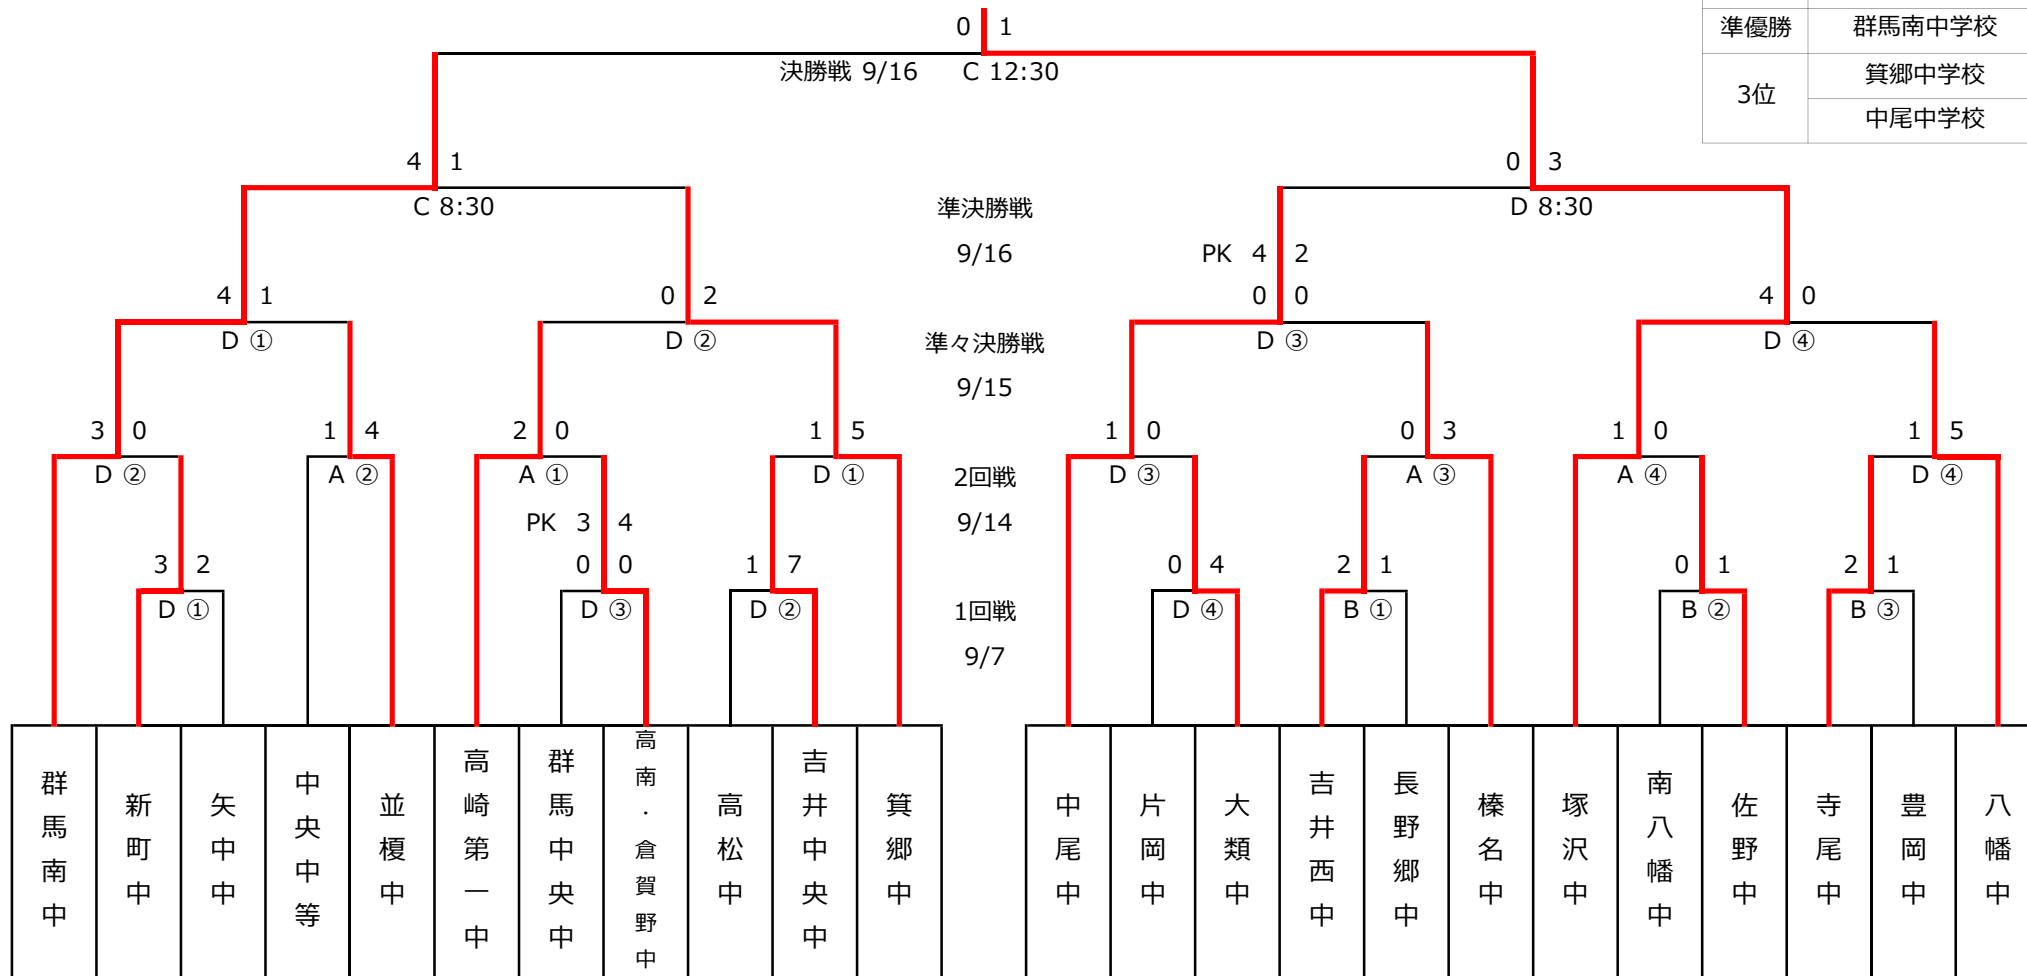 0 1
準優勝 群馬南中学校
決勝戦 9/16 C 12:30
3位
箕郷中学校
中尾中学校
4 1
0 3
C 8:30
準決勝戦
D 8:30
9/16
PK 4 2
4 1
0 2
0 0
4 0
D ①
D ②
準々決勝戦
D ③
D ④
9/15
3 0
1 4
2 0
1 5
1 0
0 3
1 0
1 5
D ②
A ②
A ①
D ①
2回戦
D ③
A ③
A ④
D ④
PK 3 4
9/14
3 2
0 0
1 7
0 4
2 1
0 1
2 1
D ①
D ③
D ②
1回戦
D ④
B ①
B ②
B ③
9/7
群馬南中
新町中
矢中中
中央中等
並榎中
高崎第一中
群馬中央中
高南・倉賀野中
高松中
吉井中央中
箕郷中
中尾中
片岡中
大類中
吉井西中
長野郷中
榛名中
塚沢中
南八幡中
佐野中
寺尾中
豊岡中
八幡中